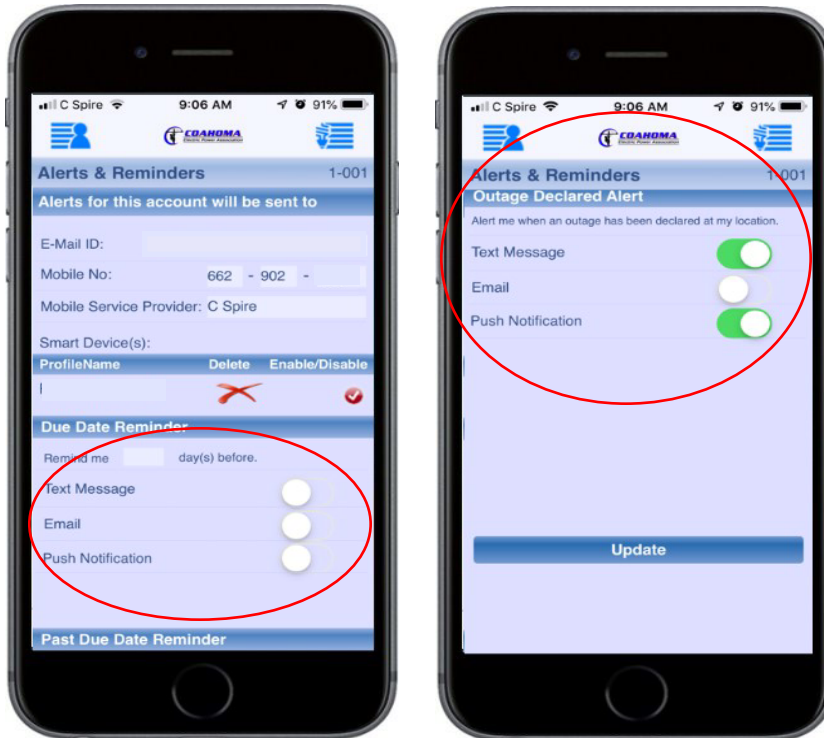 C Spire 9:06 AM 91%
COAHOMA
Electric Power Association
Alerts & Reminders 1-001
Alerts for this account will be sent to
E-Mail ID:
Mobile No: 662 - 902 -
Mobile Service Provider: C Spire
Smart Device(s):
ProfileName Delete Enable/Disable
Due Date Reminder
Remind me day(s) before.
Text Message
Email
Push Notification
Past Due Date Reminder
C Spire 9:06 AM 91%
COAHOMA
Electric Power Association
Alerts & Reminders 1-001
Outage Declared Alert
Alert me when an outage has been declared at my location.
Text Message
Email
Push Notification
Update